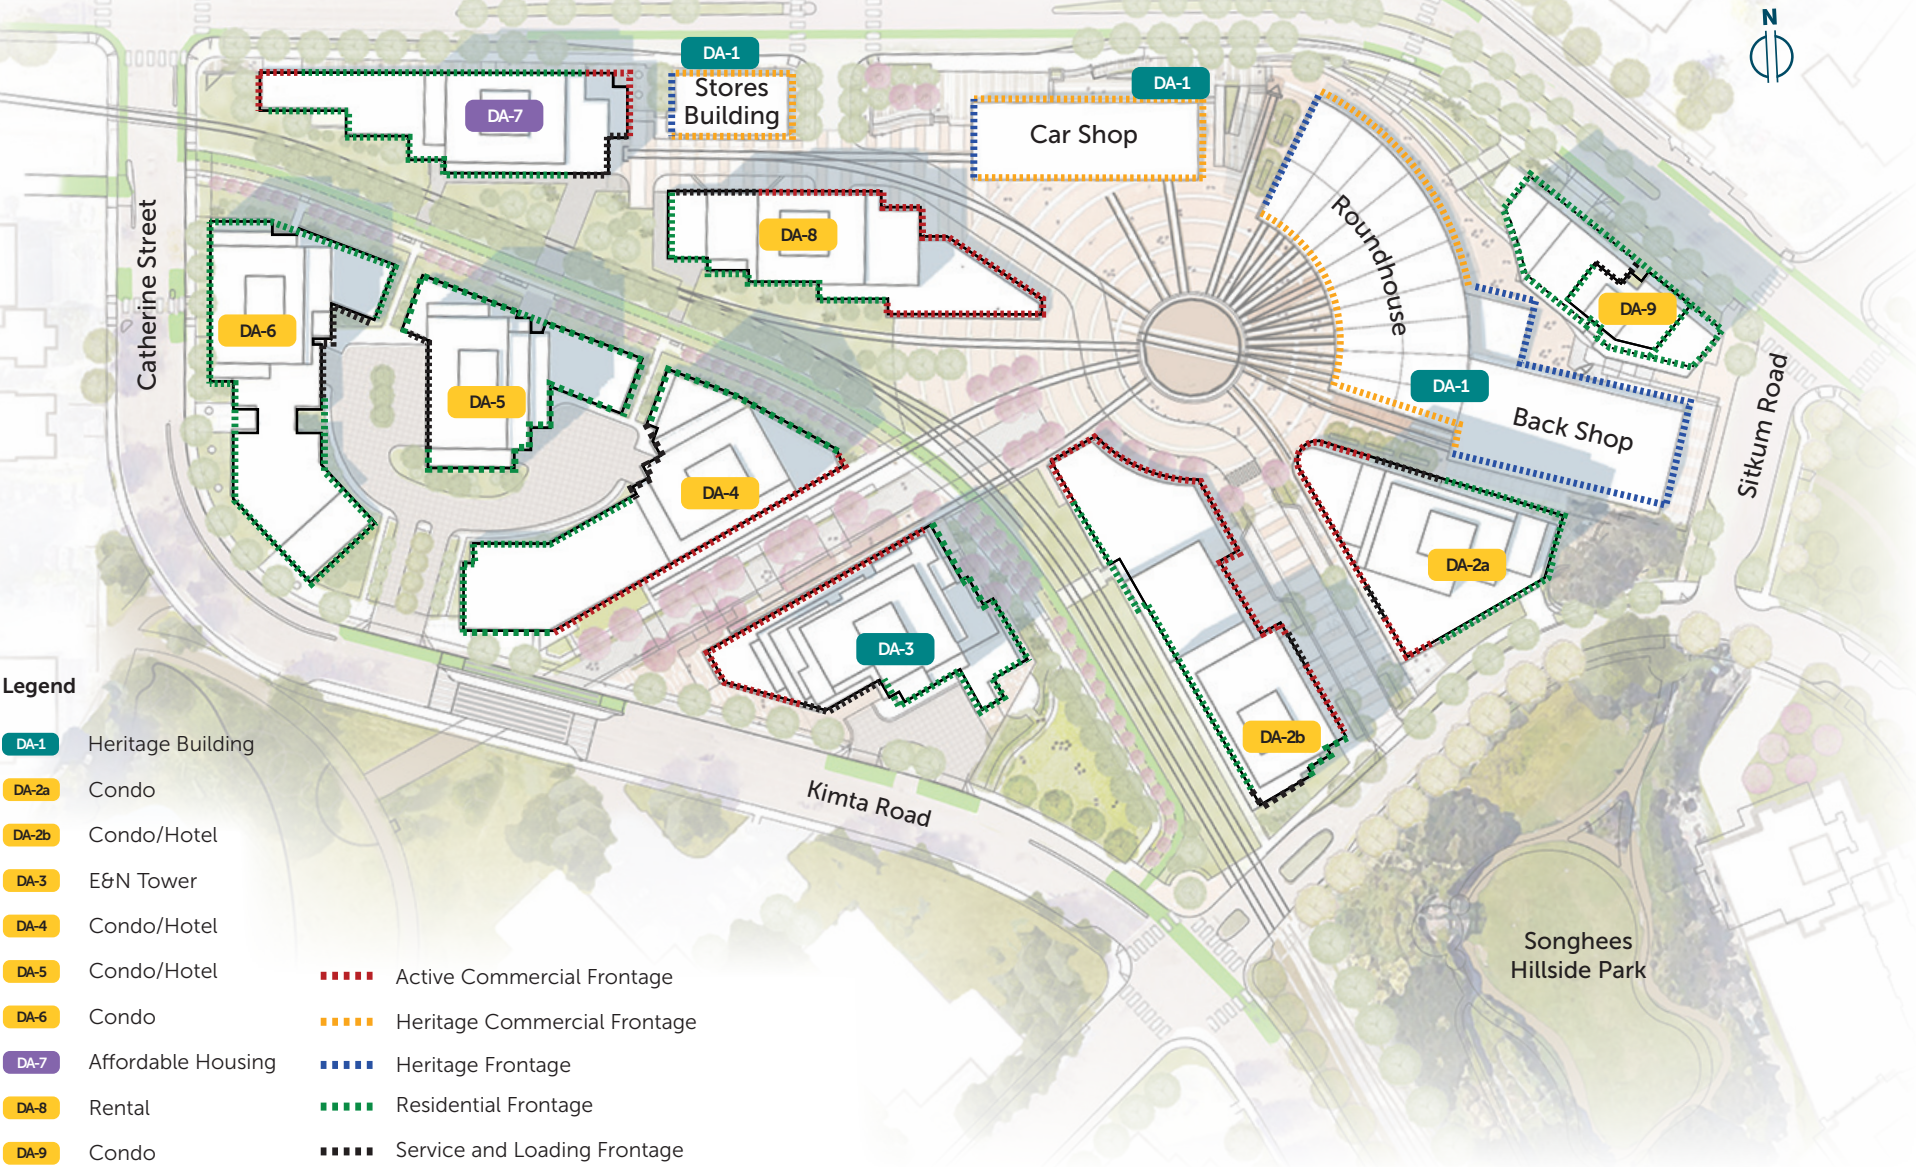 N
DA-1
Stores
Building
DA-1
Car Shop
DA-7
DA-8
Roundhouse
DA-9
Catherine Street
DA-6
DA-5
DA-1
Back Shop
Sitkum Road
DA-4
DA-2a
DA-3
DA-2b
Kimta Road
Songhees
Hillside Park
Legend
DA-1 Heritage Building
DA-2a Condo
DA-2b Condo/Hotel
DA-3 E&N Tower
DA-4 Condo/Hotel
DA-5 Condo/Hotel
DA-6 Condo
DA-7 Affordable Housing
DA-8 Rental
DA-9 Condo
Active Commercial Frontage
Heritage Commercial Frontage
Heritage Frontage
Residential Frontage
Service and Loading Frontage